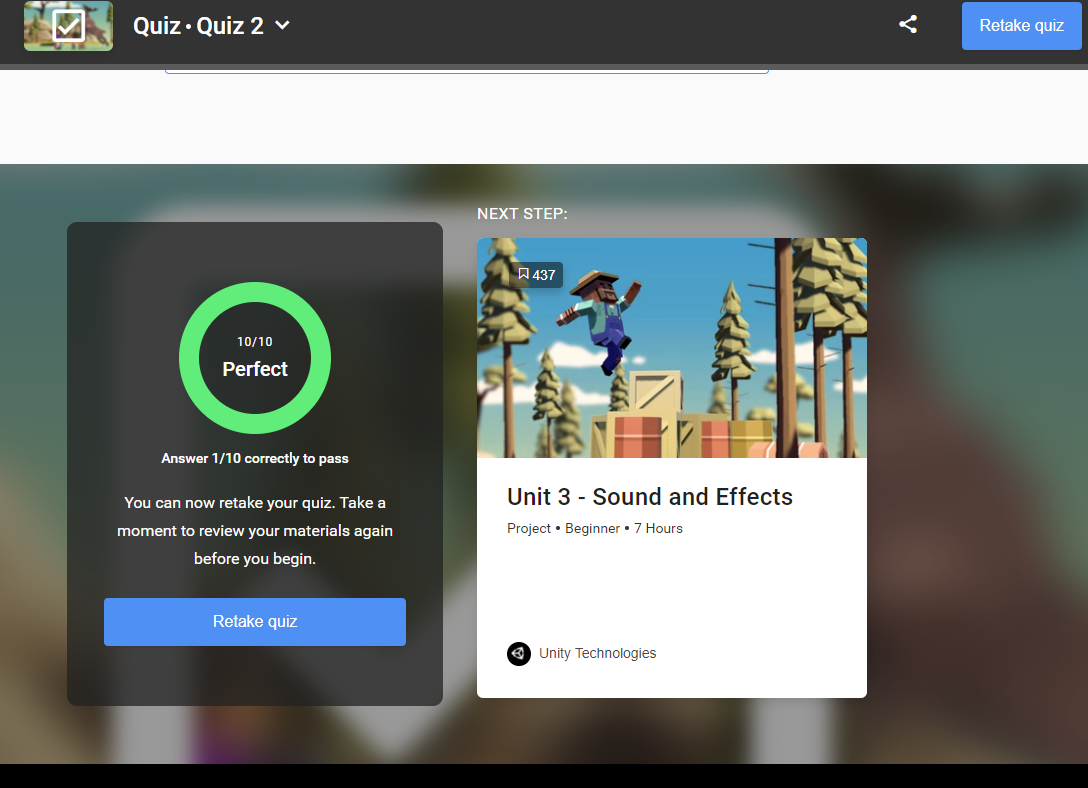 Quiz • Quiz 2
Retake quiz
NEXT STEP:
437
10/10
Perfect
Answer 1/10 correctly to pass
You can now retake your quiz. Take a
moment to review your materials again
before you begin.
Retake quiz
Unit 3 - Sound and Effects
Project • Beginner • 7 Hours
Unity Technologies